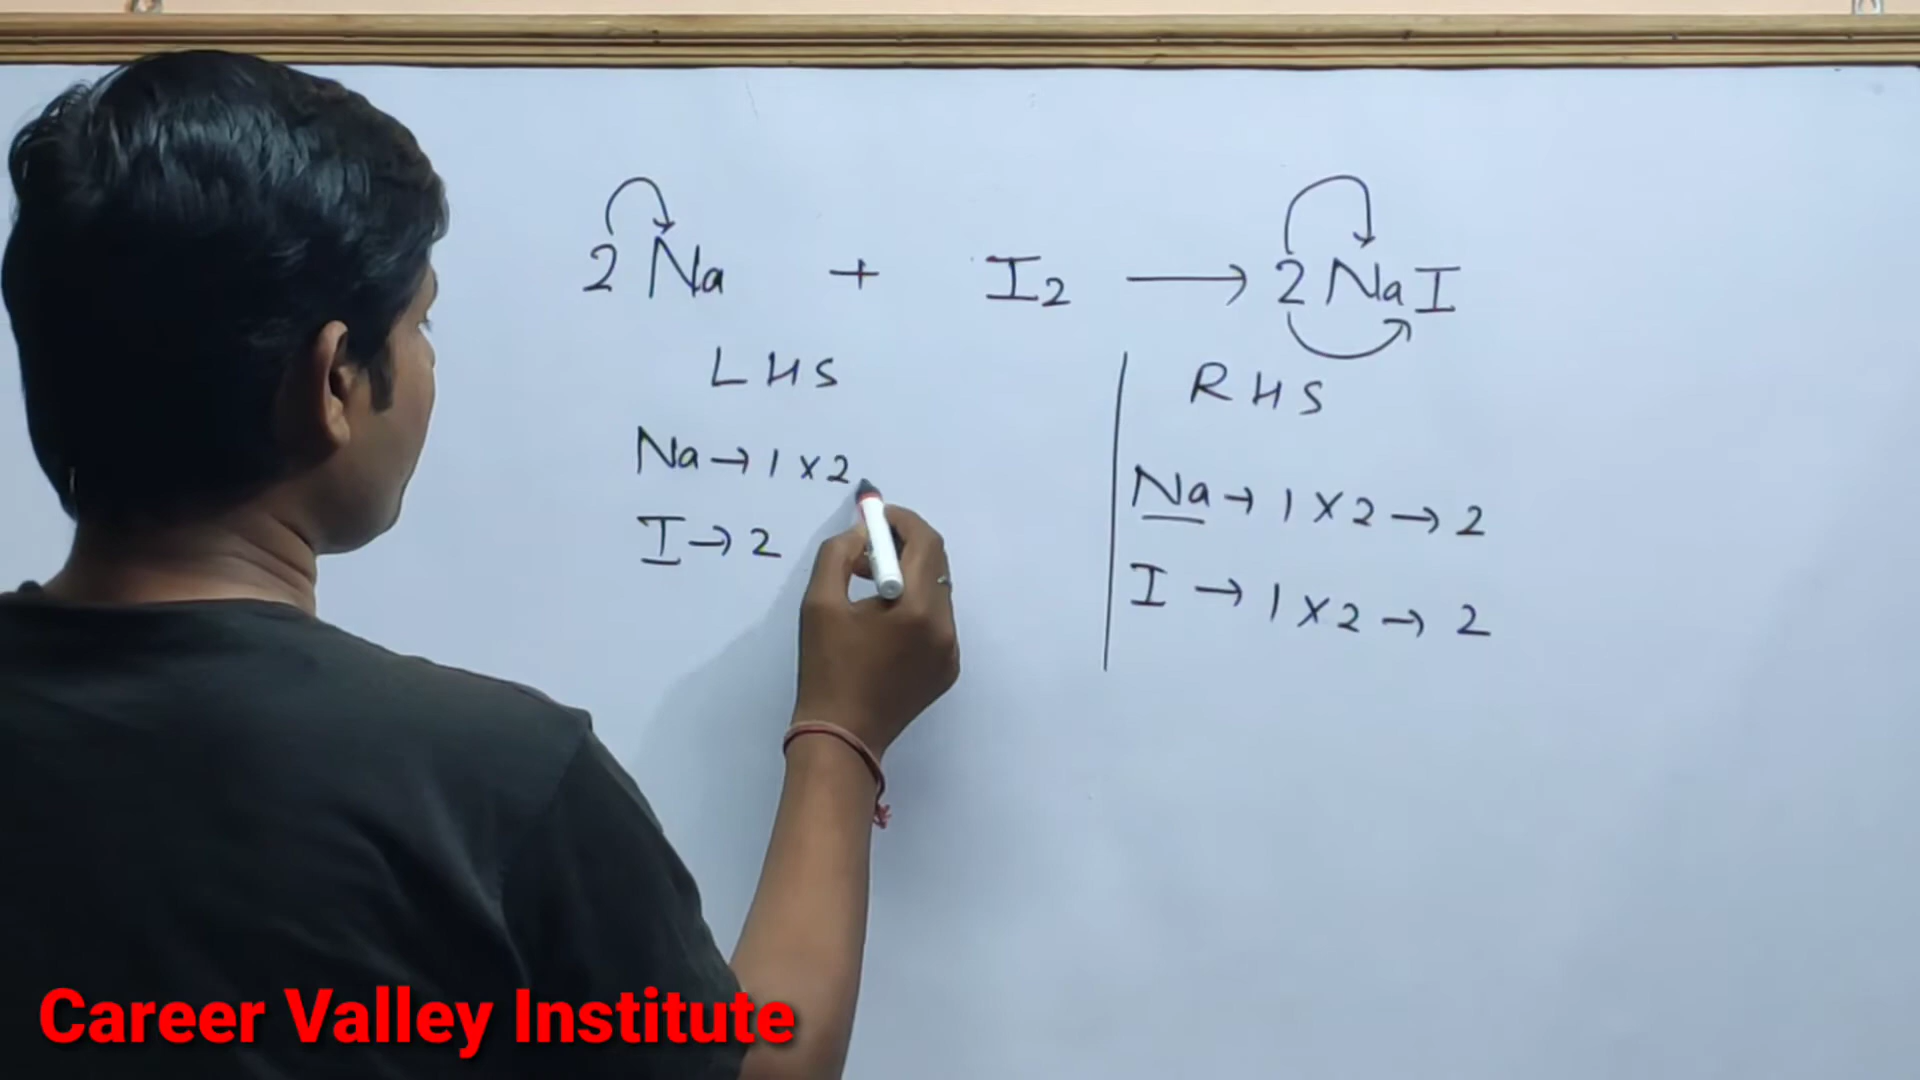 2 Na + I2 → 2 NaI
LHS
Na → 1 x 2
I → 2
RHS
Na → 1 x 2 → 2
I → 1 x 2 → 2
Career Valley Institute